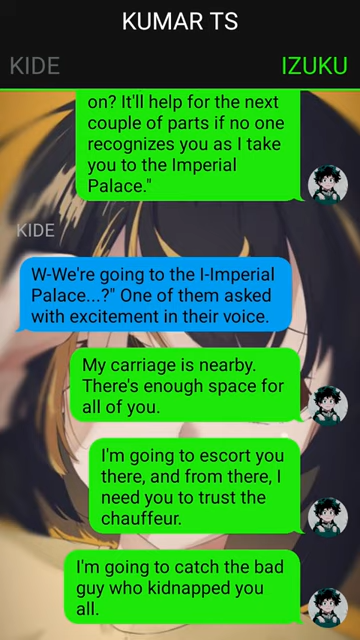 KUMAR TS
KIDE
IZUKU
on? It'll help for the next
couple of parts if no one
recognizes you as I take
you to the Imperial
Palace."
KIDE
W-We're going to the I-Imperial
Palace...?" One of them asked
with excitement in their voice.
My carriage is nearby.
There's enough space for
all of you.
I'm going to escort you
there, and from there, I
need you to trust the
chauffeur.
I'm going to catch the bad
guy who kidnapped you
all.